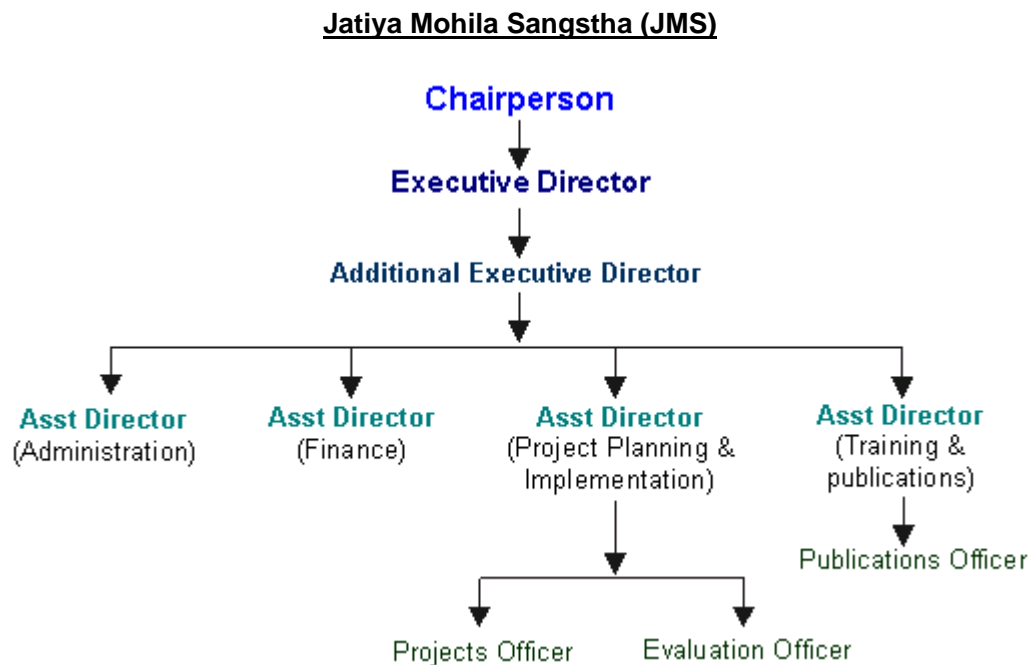 Jatiya Mohila Sangstha (JMS)
Chairperson
Executive Director
Additional Executive Director
Asst Director
(Administration)
Asst Director
(Finance)
Asst Director
(Project Planning &
Implementation)
Asst Director
(Training &
publications)
Publications Officer
Projects Officer
Evaluation Officer